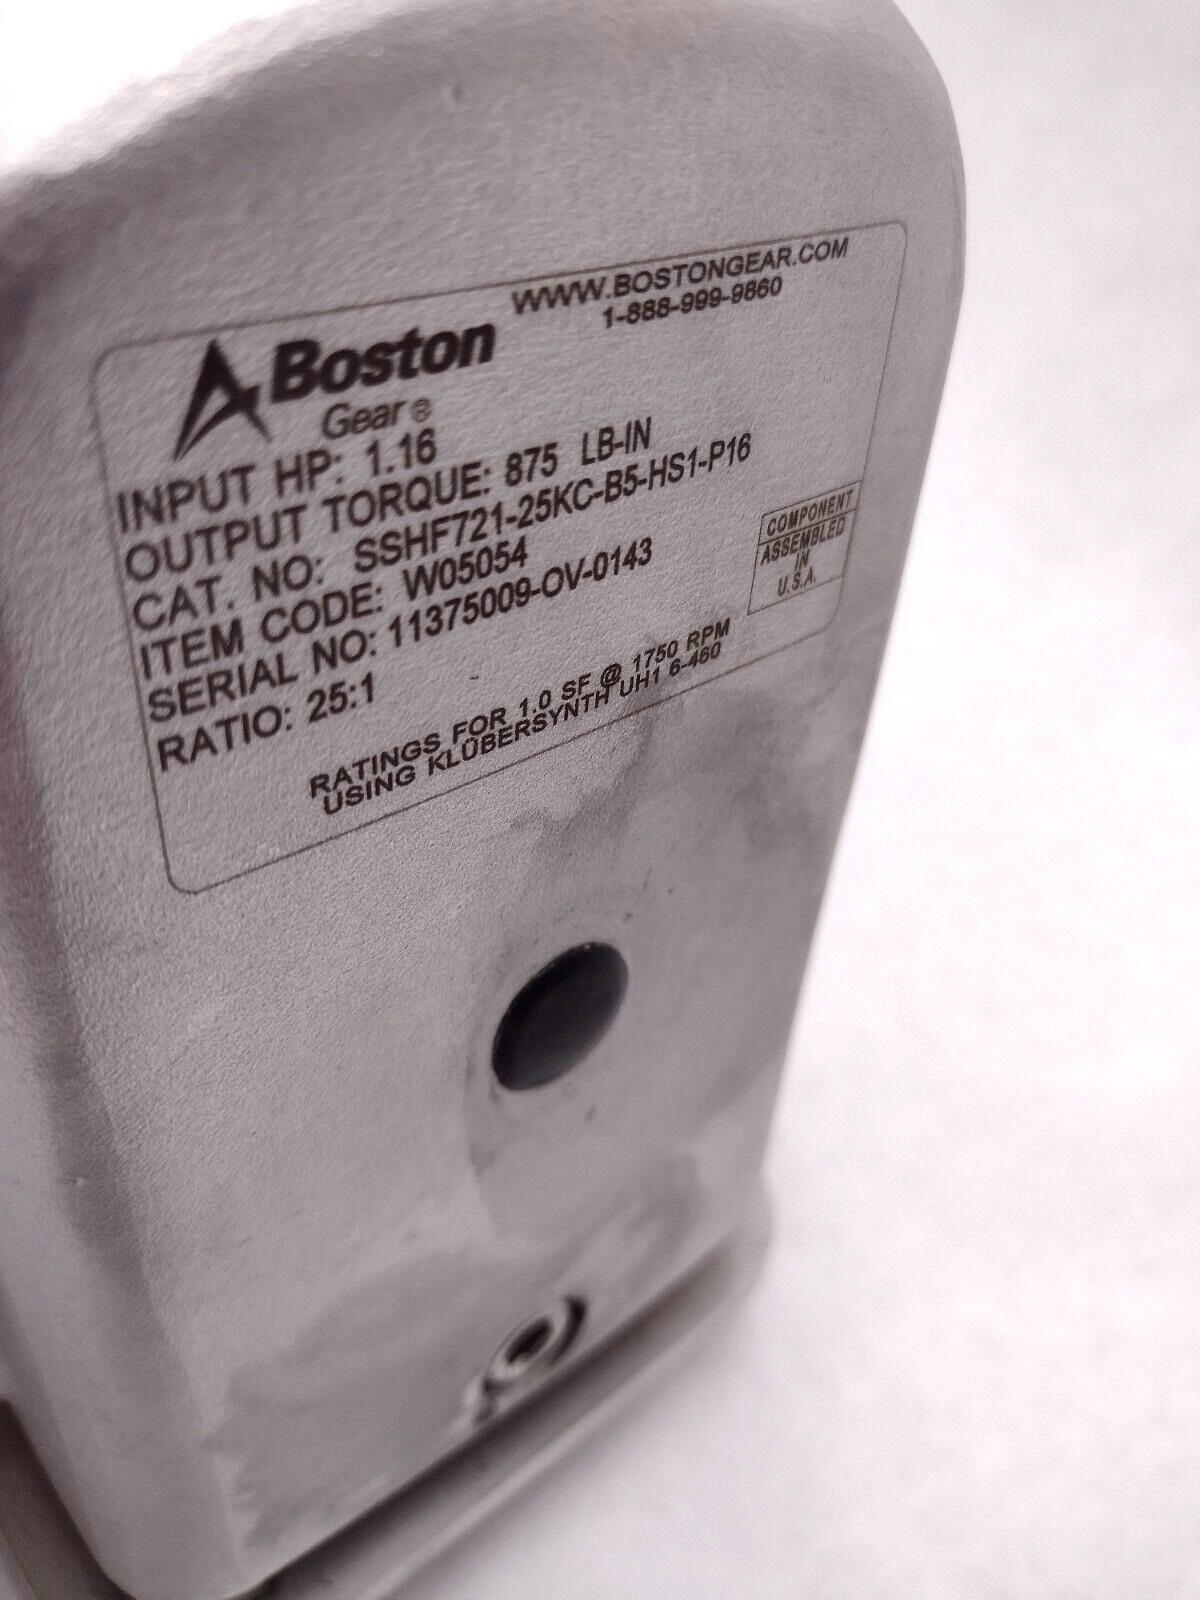 WWW.BOSTONGEAR.COM
1-888-999-9860
Boston
Gear®
INPUT HP: 1.16
OUTPUT TORQUE: 875 LB-IN
CAT. NO: SSHF721-25KC-B5-HS1-P16
ITEM CODE: W05054
SERIAL NO: 11375009-OV-0143
RATIO: 25:1
COMPONENT
ASSEMBLED
IN
U.S.A.
RATINGS FOR 1.0 SF @ 1750 RPM
USING KLÜBERSYNTH UH1 6-460